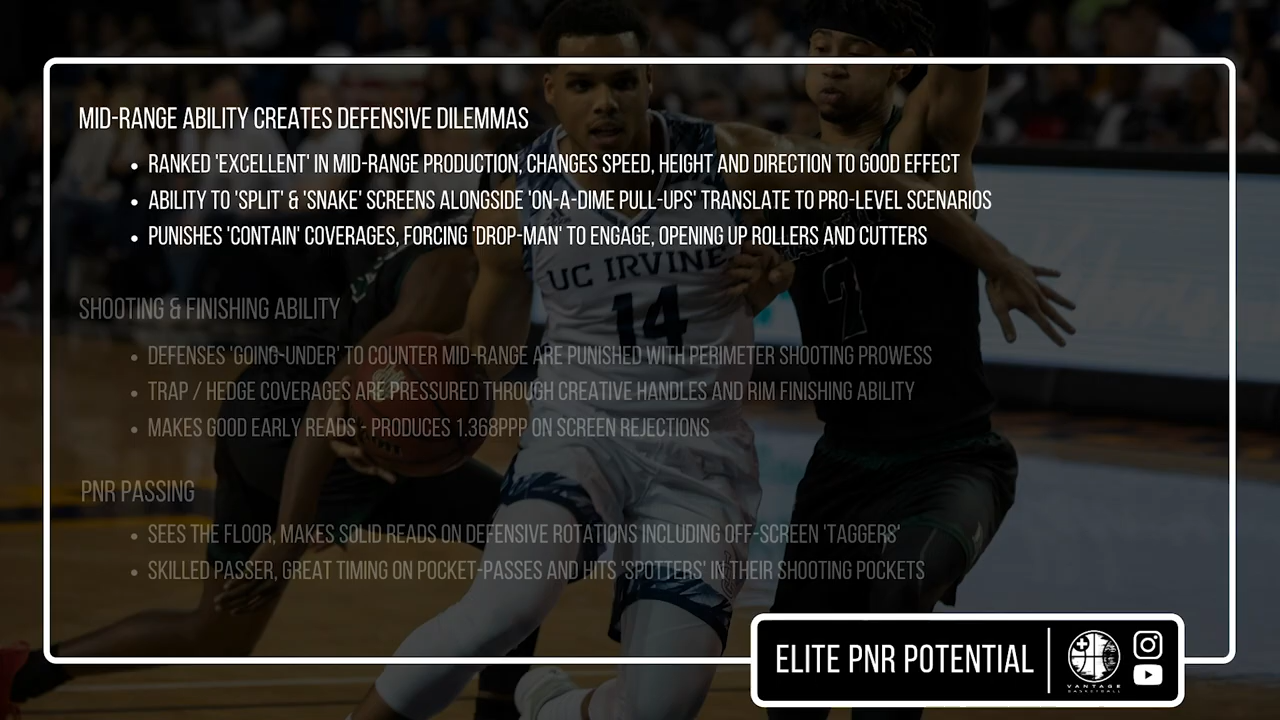 MID-RANGE ABILITY CREATES DEFENSIVE DILEMMAS
• RANKED 'EXCELLENT' IN MID-RANGE PRODUCTION, CHANGES SPEED, HEIGHT AND DIRECTION TO GOOD EFFECT
• ABILITY TO 'SPLIT' & 'SNAKE' SCREENS ALONGSIDE 'ON-A-DIME PULL-UPS' TRANSLATE TO PRO-LEVEL SCENARIOS
• PUNISHES 'CONTAIN' COVERAGES, FORCING 'DROP-MAN' TO ENGAGE, OPENING UP ROLLERS AND CUTTERS
UC IRVINE
14
2
SHOOTING & FINISHING ABILITY
• DEFENSES 'GOING-UNDER' TO COUNTER MID-RANGE ARE PUNISHED WITH PERIMETER SHOOTING PROWESS
• TRAP / HEDGE COVERAGES ARE PRESSURED THROUGH CREATIVE HANDLES AND RIM FINISHING ABILITY
• MAKES GOOD EARLY READS - PRODUCES 1.368PPP ON SCREEN REJECTIONS
PNR PASSING
• SEES THE FLOOR, MAKES SOLID READS ON DEFENSIVE ROTATIONS INCLUDING OFF-SCREEN 'TAGGERS'
• SKILLED PASSER, GREAT TIMING ON POCKET-PASSES AND HITS 'SPOTTERS' IN THEIR SHOOTING POCKETS
ELITE PNR POTENTIAL
VANTAGE
BASKETBALL